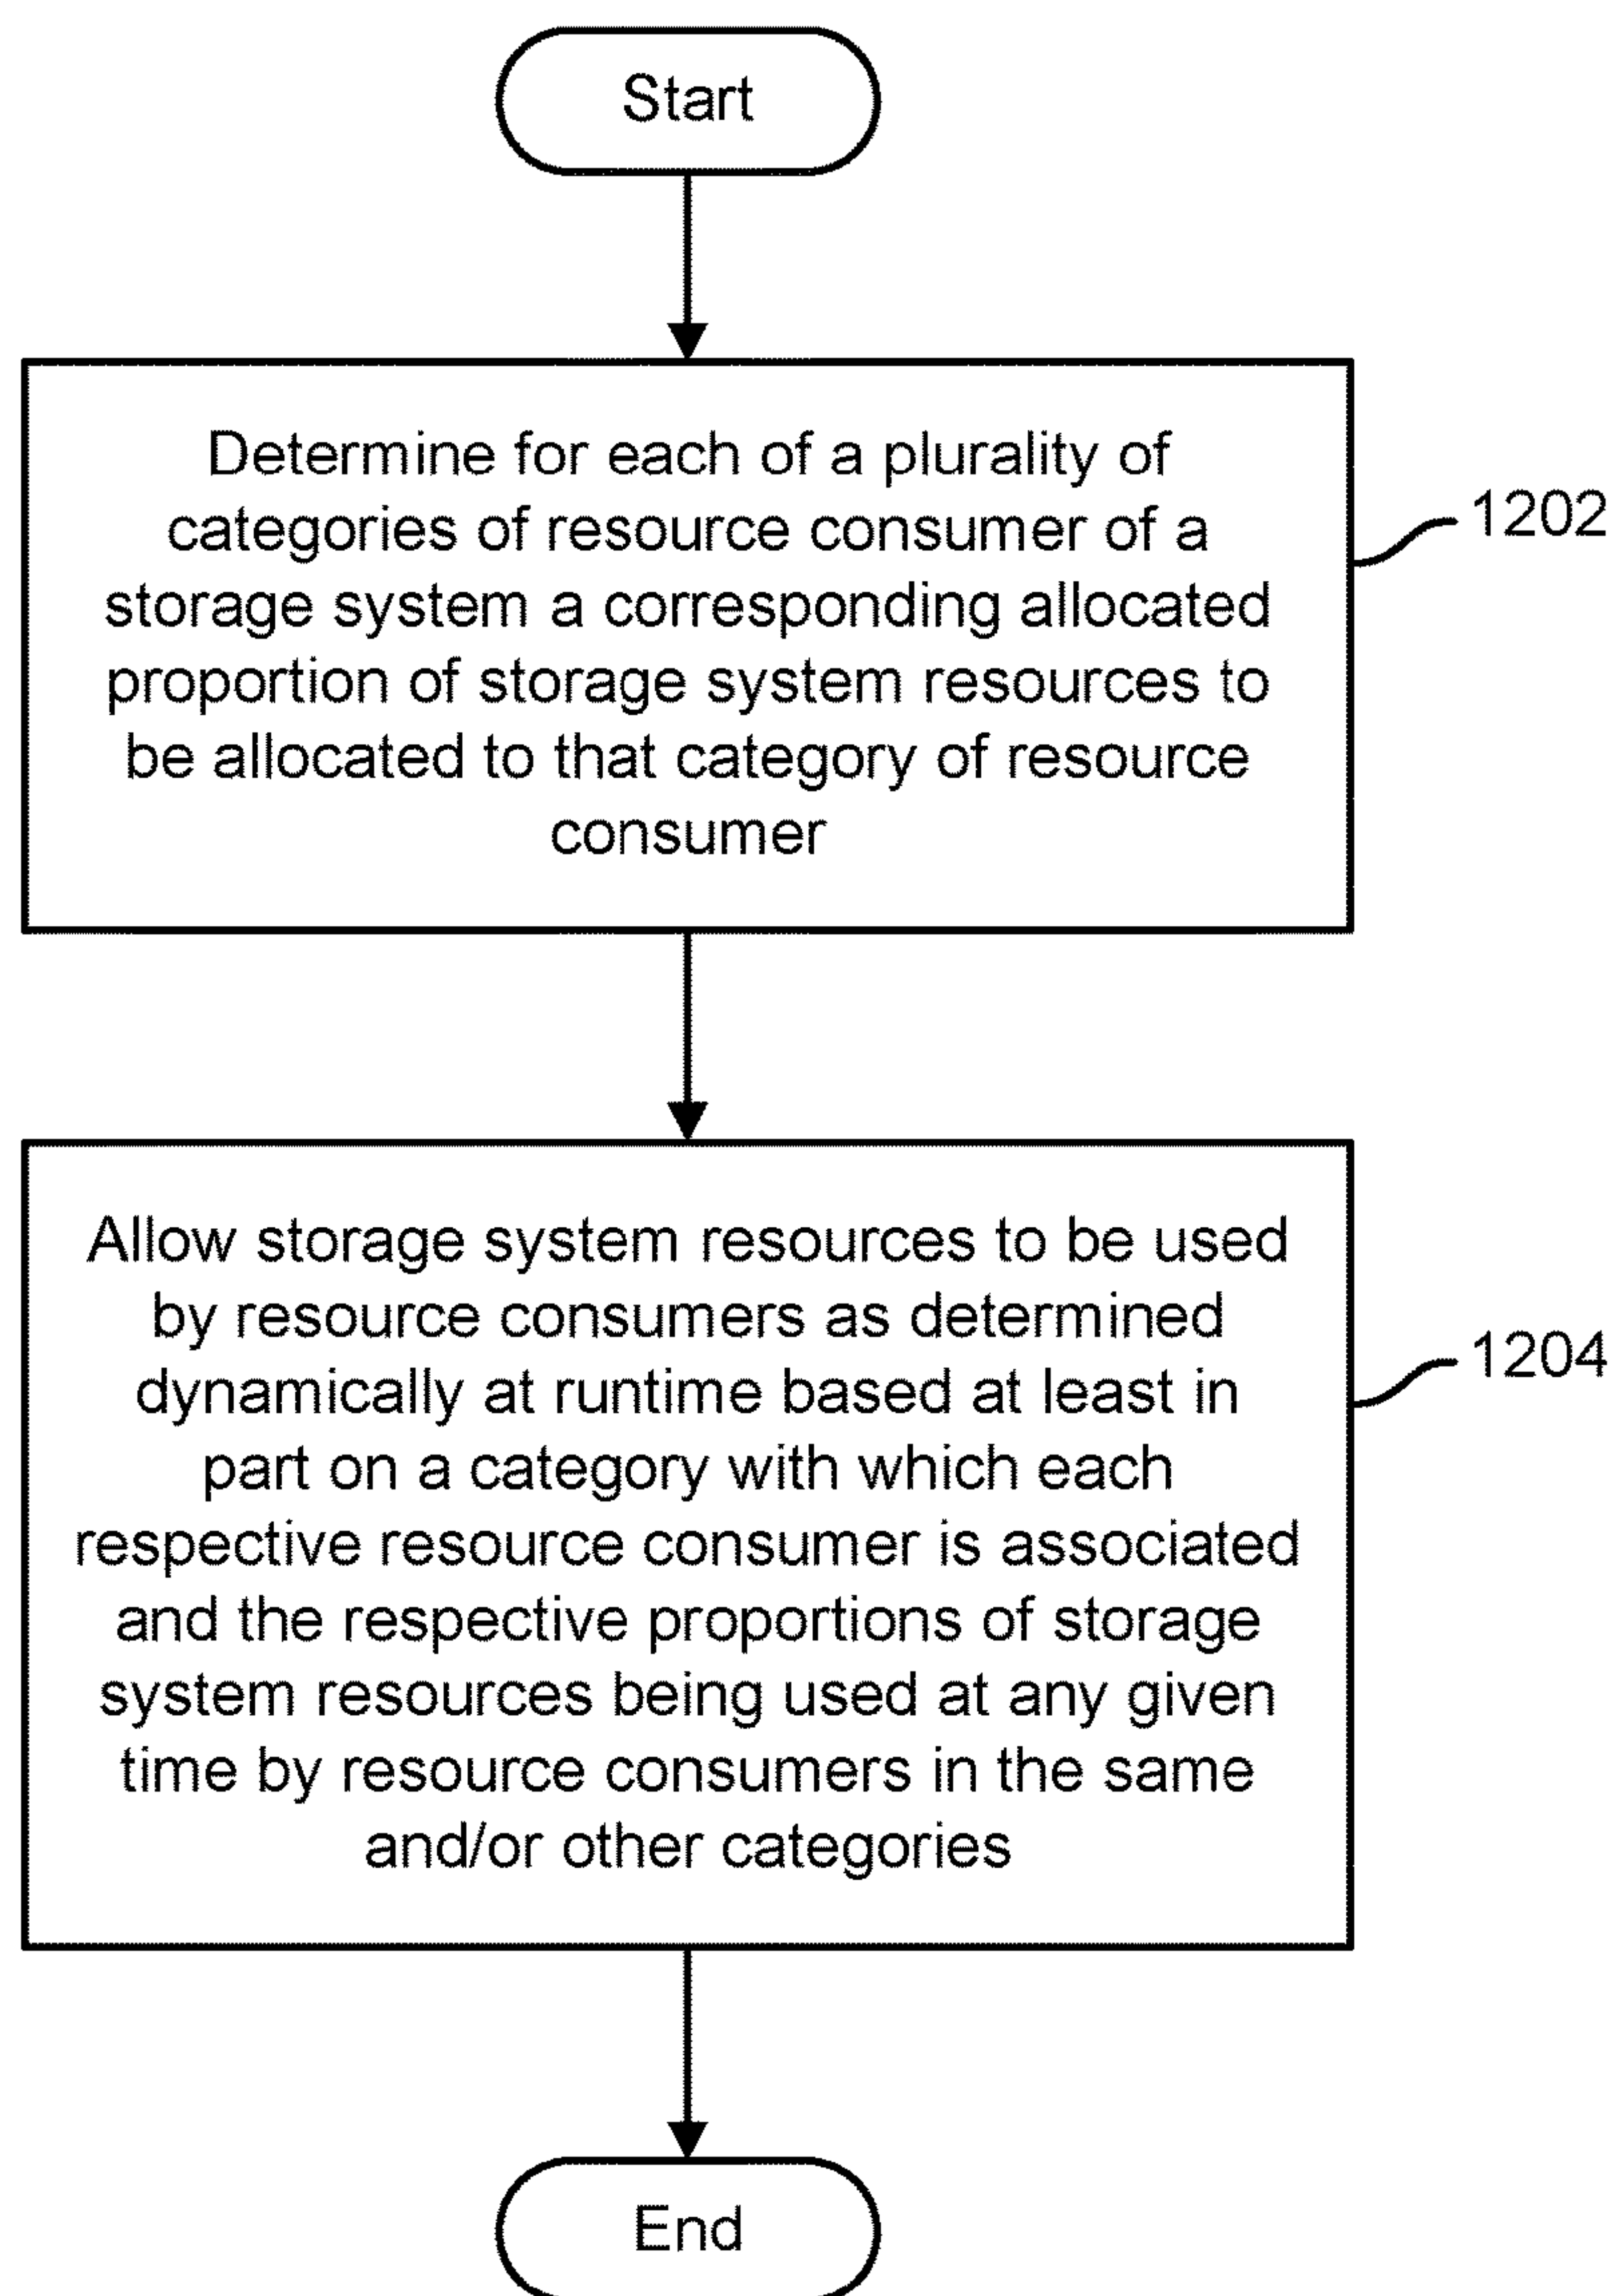 Start
Determine for each of a plurality of
categories of resource consumer of a
storage system a corresponding allocated
proportion of storage system resources to
be allocated to that category of resource
consumer
1202
Allow storage system resources to be used
by resource consumers as determined
dynamically at runtime based at least in
part on a category with which each
respective resource consumer is associated
and the respective proportions of storage
system resources being used at any given
time by resource consumers in the same
and/or other categories
1204
End